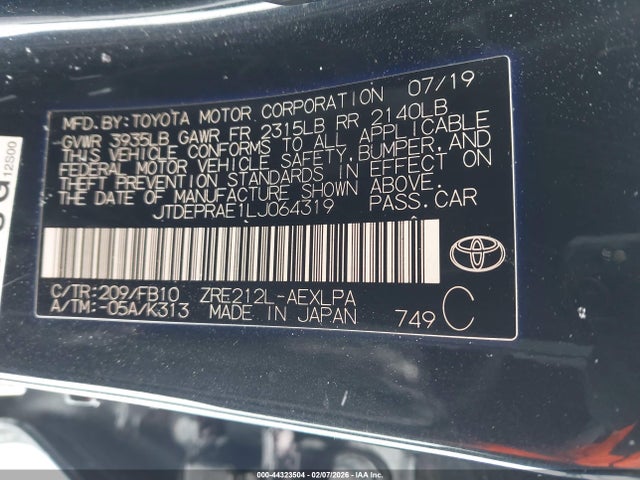 MFD.BY:TOYOTA MOTOR CORPORATION 07/19
GVWR 3935LB GAWR FR 2315LB RR 2140LB
THIS VEHICLE CONFORMS TO ALL APPLICABLE
FEDERAL MOTOR VEHICLE SAFETY,BUMPER,AND
THEFT PREVENTION STANDARDS IN EFFECT ON
THE DATE OF MANUFACTURE SHOWN ABOVE.
JTDEPRAE1LJ064319 PASS.CAR
C/TR:209/FB10 ZRE212L-AEXLPA
A/TM:-05A/K313 MADE IN JAPAN 749 C
12S00
000-44323504 - 02/07/2026 - IAA Inc.